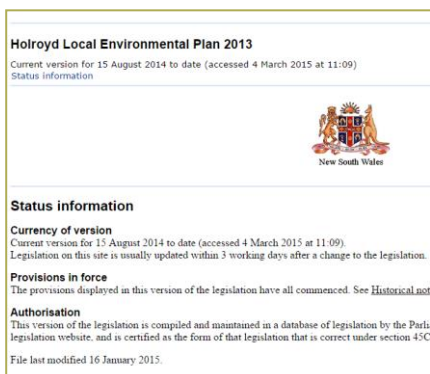 Holroyd Local Environmental Plan 2013
Current version for 15 August 2014 to date (accessed 4 March 2015 at 11:09)
Status information
New South Wales
Status information
Currency of version
Current version for 15 August 2014 to date (accessed 4 March 2015 at 11:09).
Legislation on this site is usually updated within 3 working days after a change to the legislation.
Provisions in force
The provisions displayed in this version of the legislation have all commenced. See Historical not
Authorisation
This version of the legislation is compiled and maintained in a database of legislation by the Parli
legislation website, and is certified as the form of that legislation that is correct under section 45C
File last modified 16 January 2015.